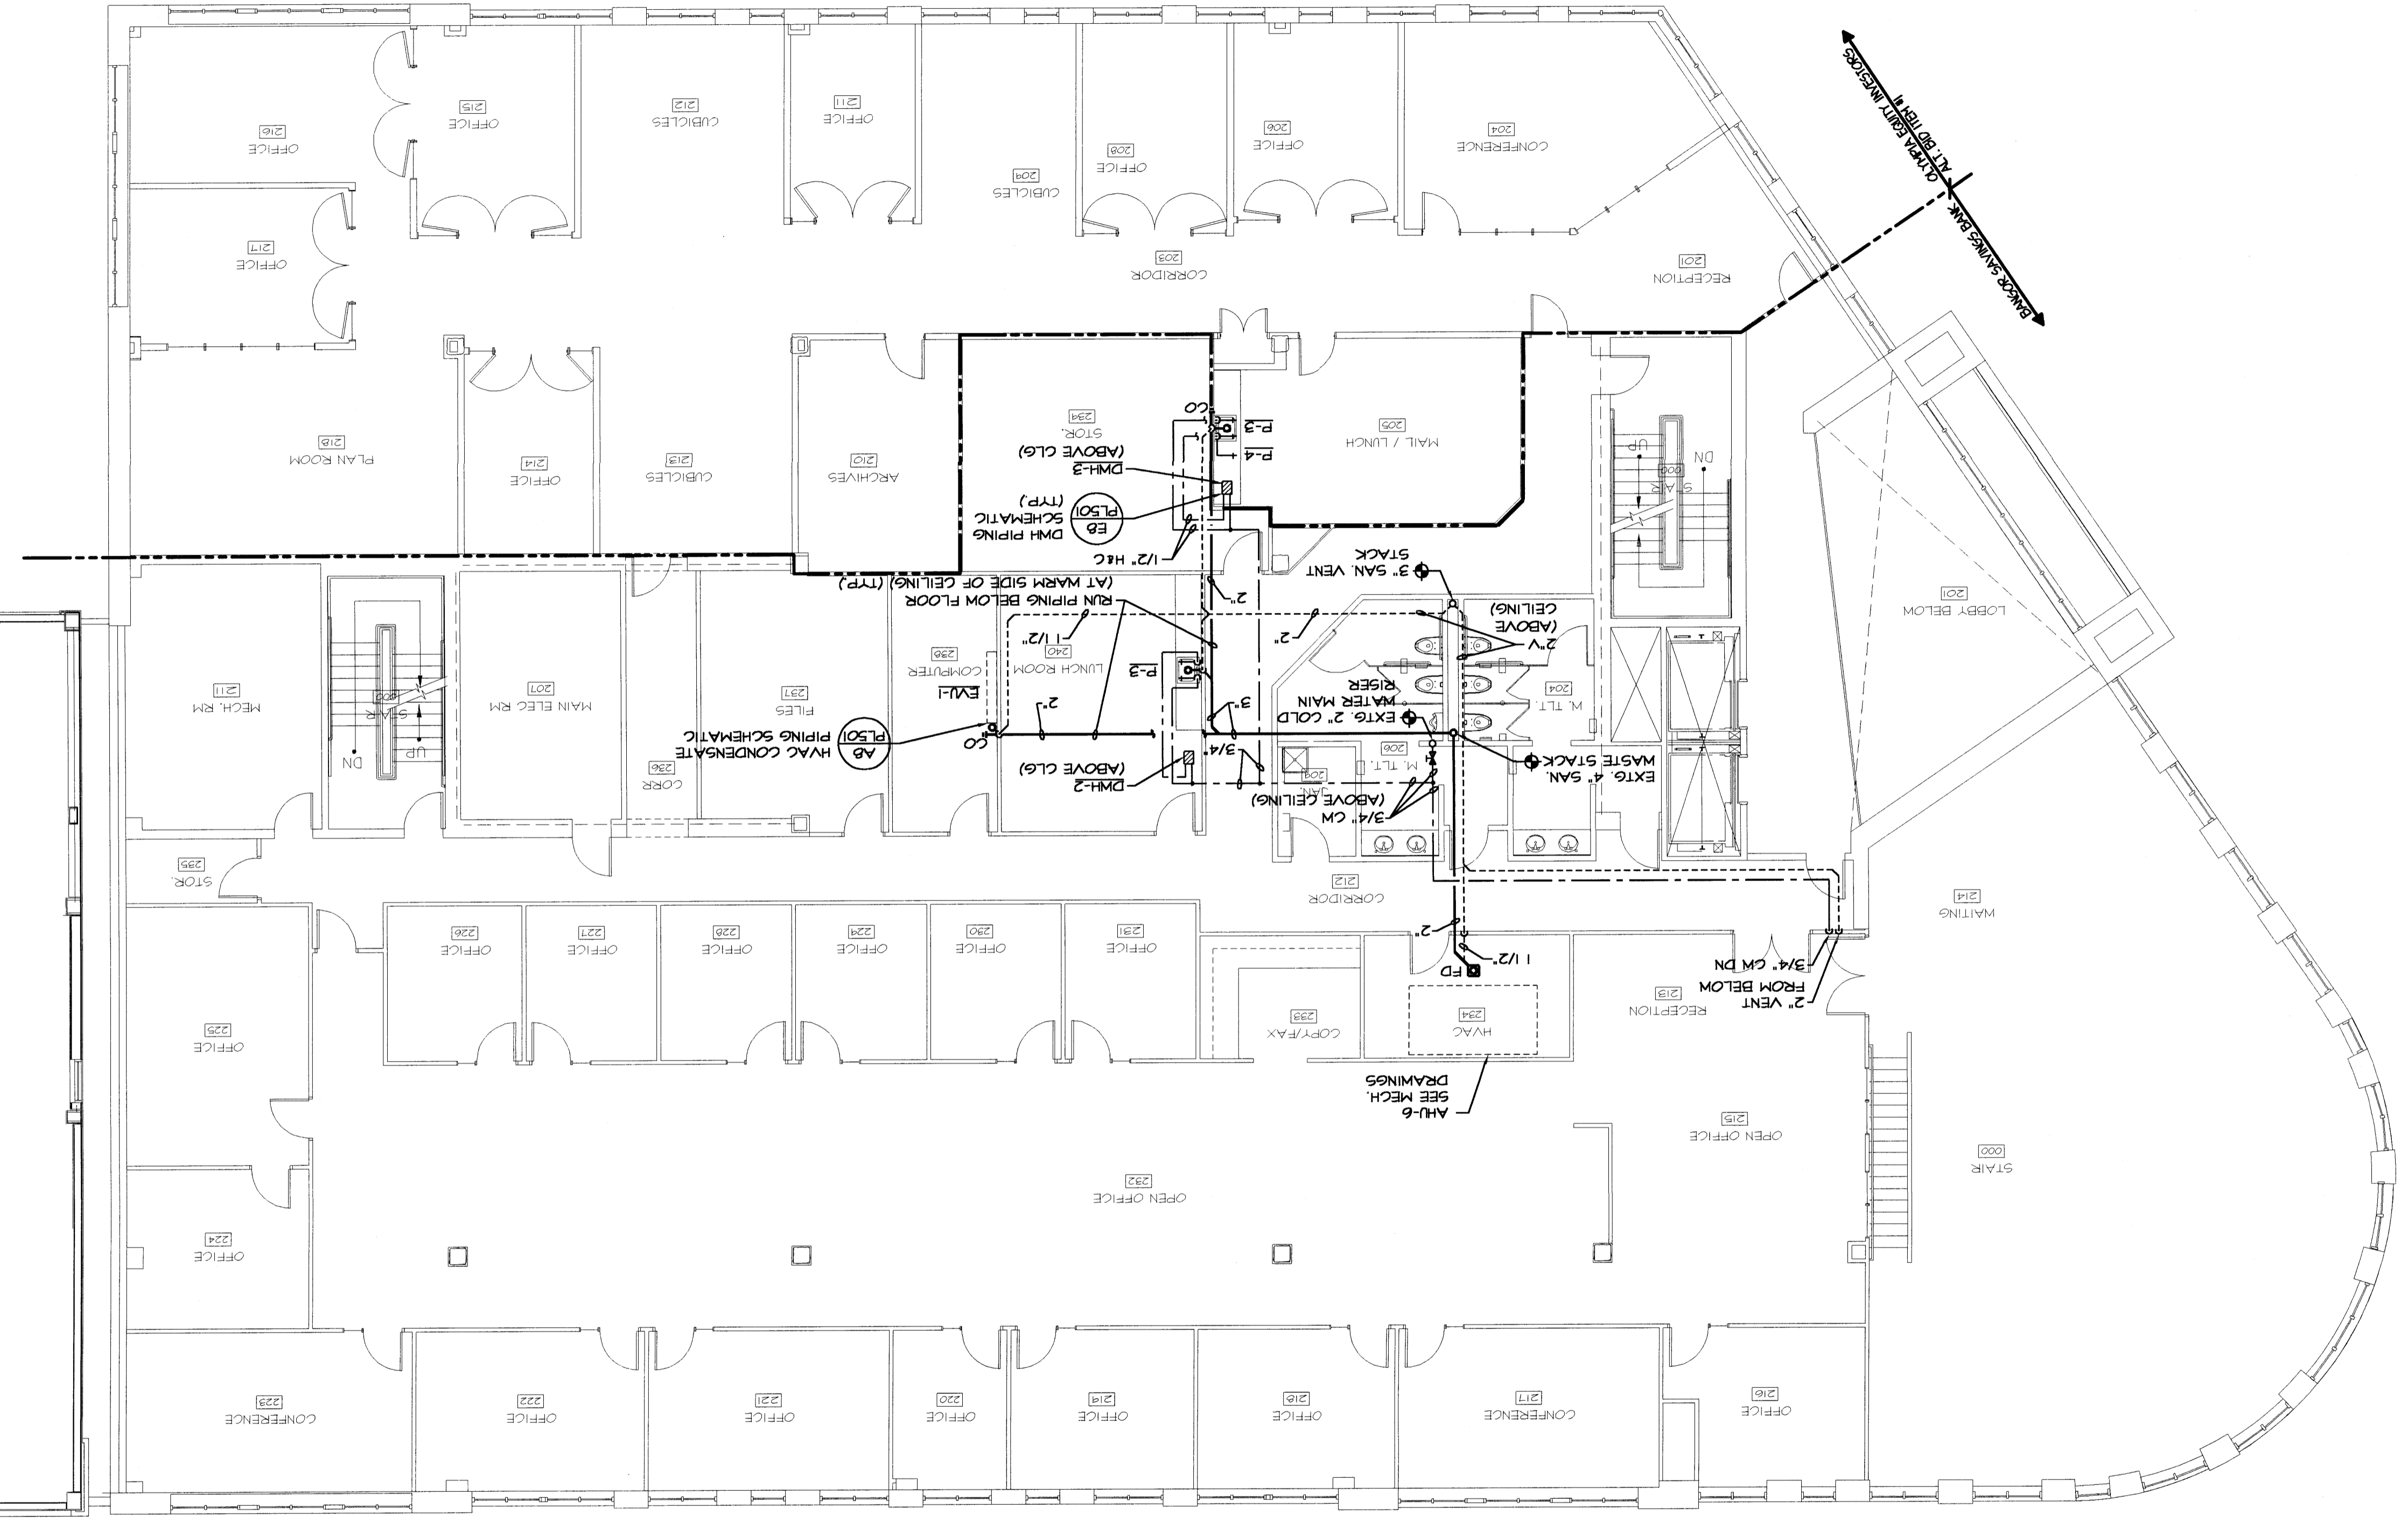 OFFICE
216
CONFERENCE
217
OFFICE
218
OFFICE
219
OFFICE
220
OFFICE
221
OFFICE
222
CONFERENCE
223
OFFICE
224
STAIR
000
OPEN OFFICE
215
OPEN OFFICE
232
AHU-6
SEE MECH.
DRAWINGS
OFFICE
225
WAITING
214
RECEPTION
213
2" VENT
FROM BELOW
3/4" CW DN
HVAC
234
COPY/FAX
233
FD
1 1/2"
2"
OFFICE
231
OFFICE
230
OFFICE
229
OFFICE
228
OFFICE
227
OFFICE
226
CORRIDOR
212
STOR.
235
3/4" CW
(ABOVE CEILING)
JAN.
209
M. TLT.
206
EXTG. 4" SAN.
WASTE STACK
EXTG. 2" COLD
WATER MAIN
RISER
W. TLT.
204
3/4"
3"
DWH-2
(ABOVE CLG)
CO
2"
P-3
LUNCH ROOM
240
EVU-1
COMPUTER
238
A8
PL501
HVAC CONDENSATE
PIPING SCHEMATIC
FILES
237
CORR
236
MAIN ELEC RM
207
STAIR
000
UP
DN
MECH. RM
211
2"V
(ABOVE
CEILING)
2"
1 1/2"
3" SAN. VENT
STACK
2"
RUN PIPING BELOW FLOOR
(AT WARM SIDE OF CEILING) (TYP.)
LOBBY BELOW
201
STAIR
000
UP
DN
1/2" H&C
E8
PL501
DWH PIPING
SCHEMATIC
(TYP.)
DWH-3
(ABOVE CLG)
STOR.
239
P-4
P-3
CO
MAIL / LUNCH
205
ARCHIVES
210
CUBICLES
213
OFFICE
214
PLAN ROOM
218
RECEPTION
201
CORRIDOR
203
OFFICE
217
BANGOR SAVINGS BANK
OLYMPIA EQUITY INVESTORS
ALT. BID ITEM #1
CONFERENCE
204
OFFICE
206
OFFICE
208
CUBICLES
209
OFFICE
211
CUBICLES
212
OFFICE
215
OFFICE
216